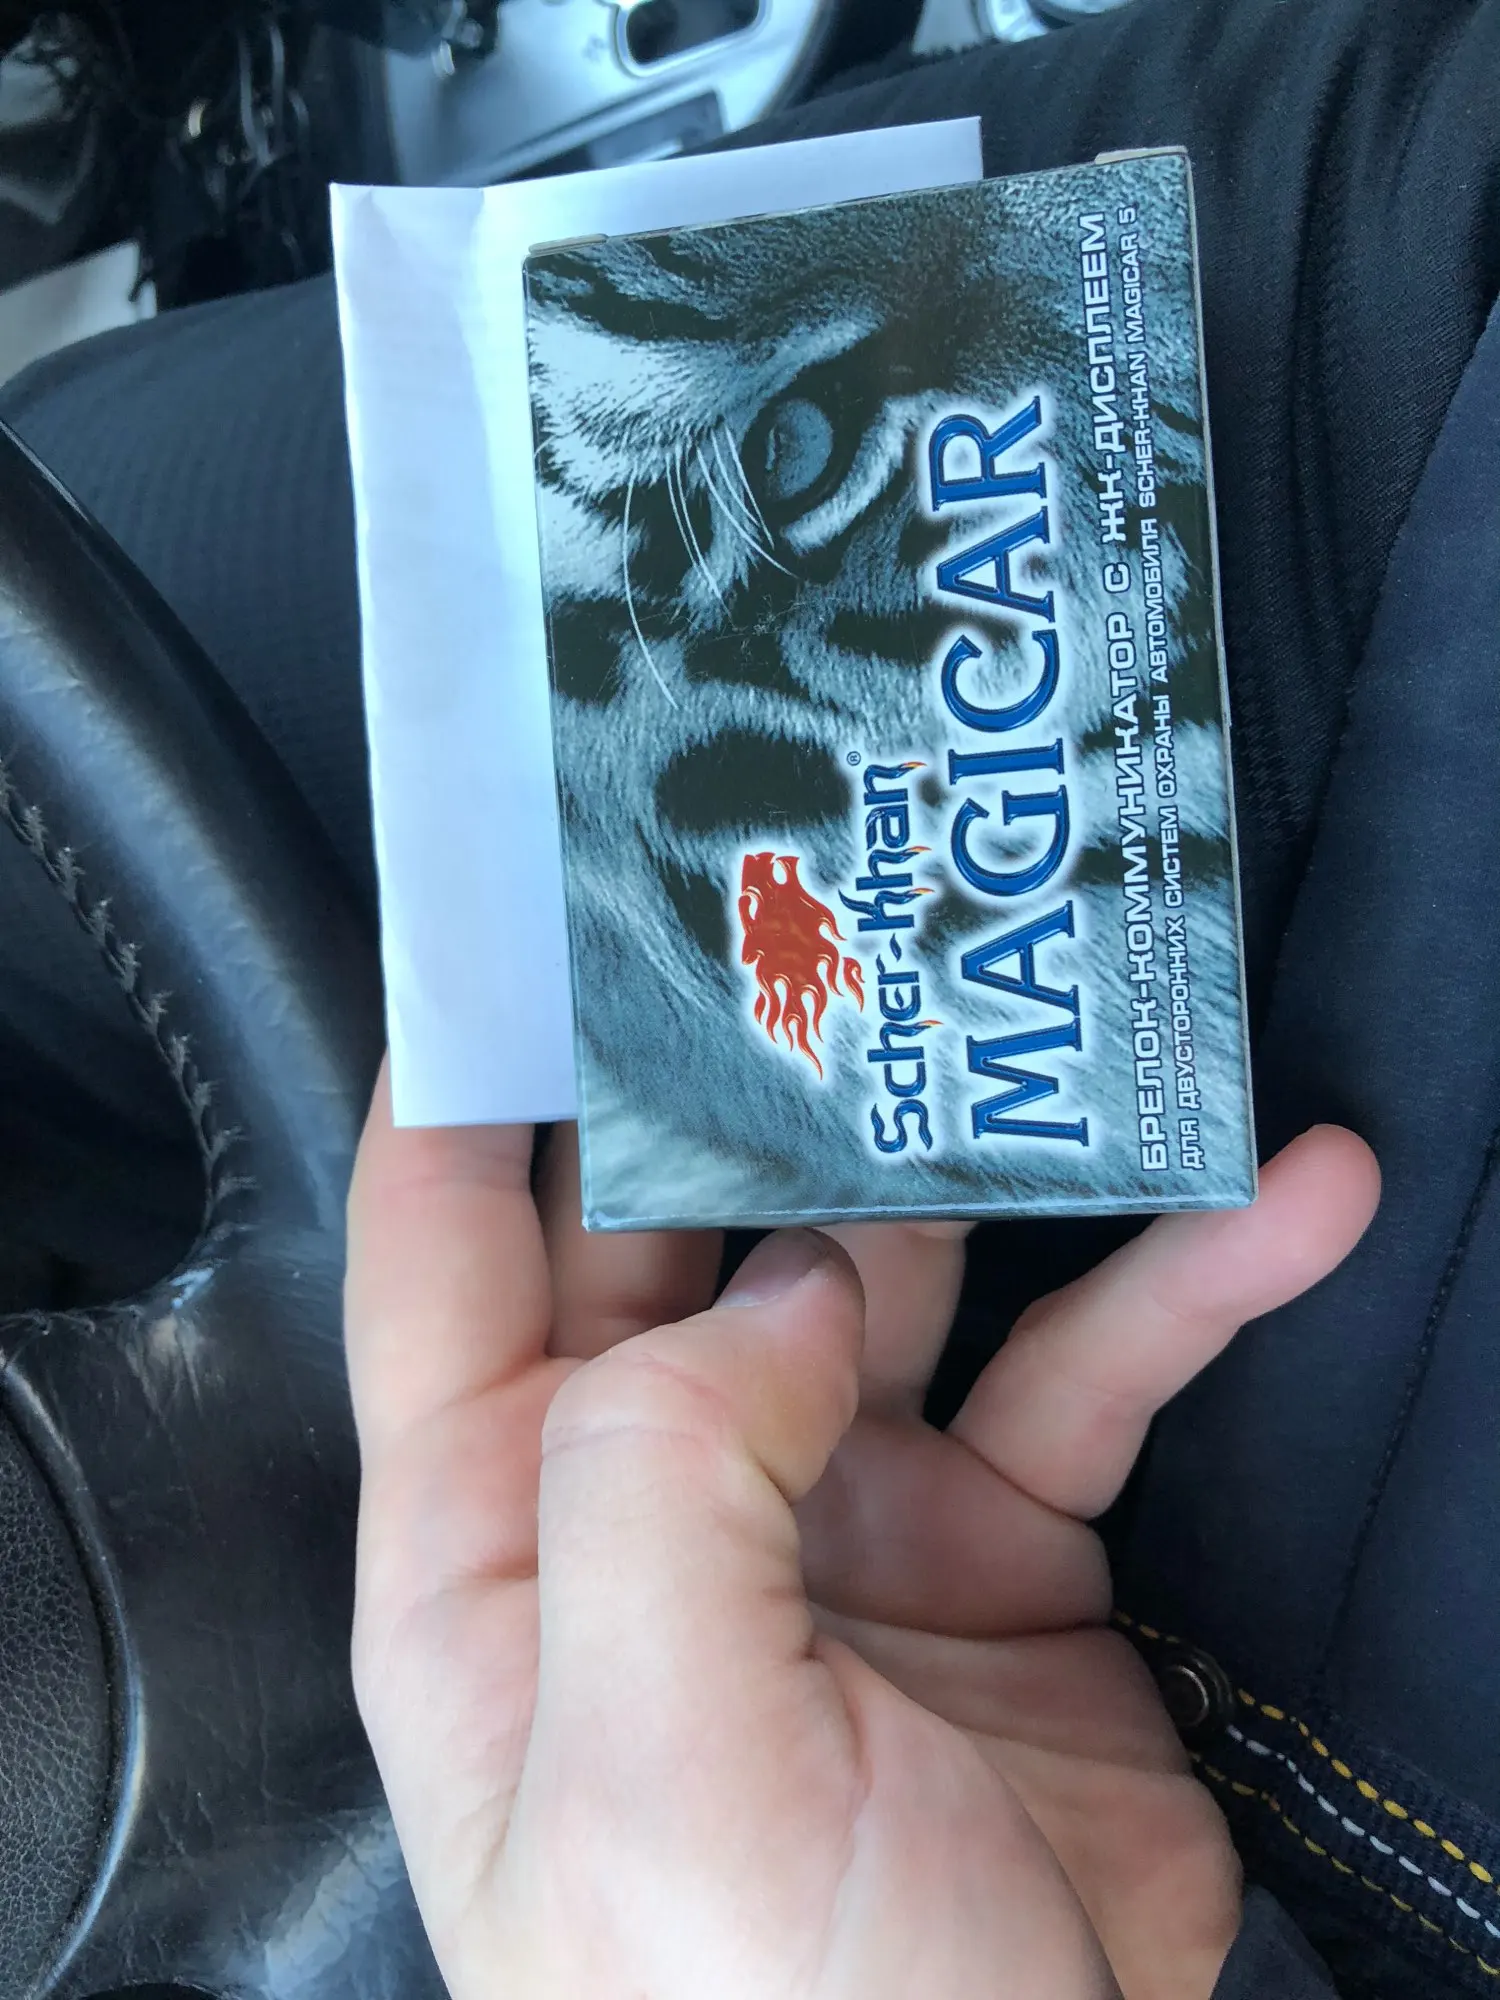 Scher-Khan®
MAGICAR
БРЕЛОК-КОММУНИКАТОР С ЖК-ДИСПЛЕЕМ
ДЛЯ ДВУСТОРОННИХ СИСТЕМ ОХРАНЫ АВТОМОБИЛЯ SCHER-KHAN MAGICAR 5